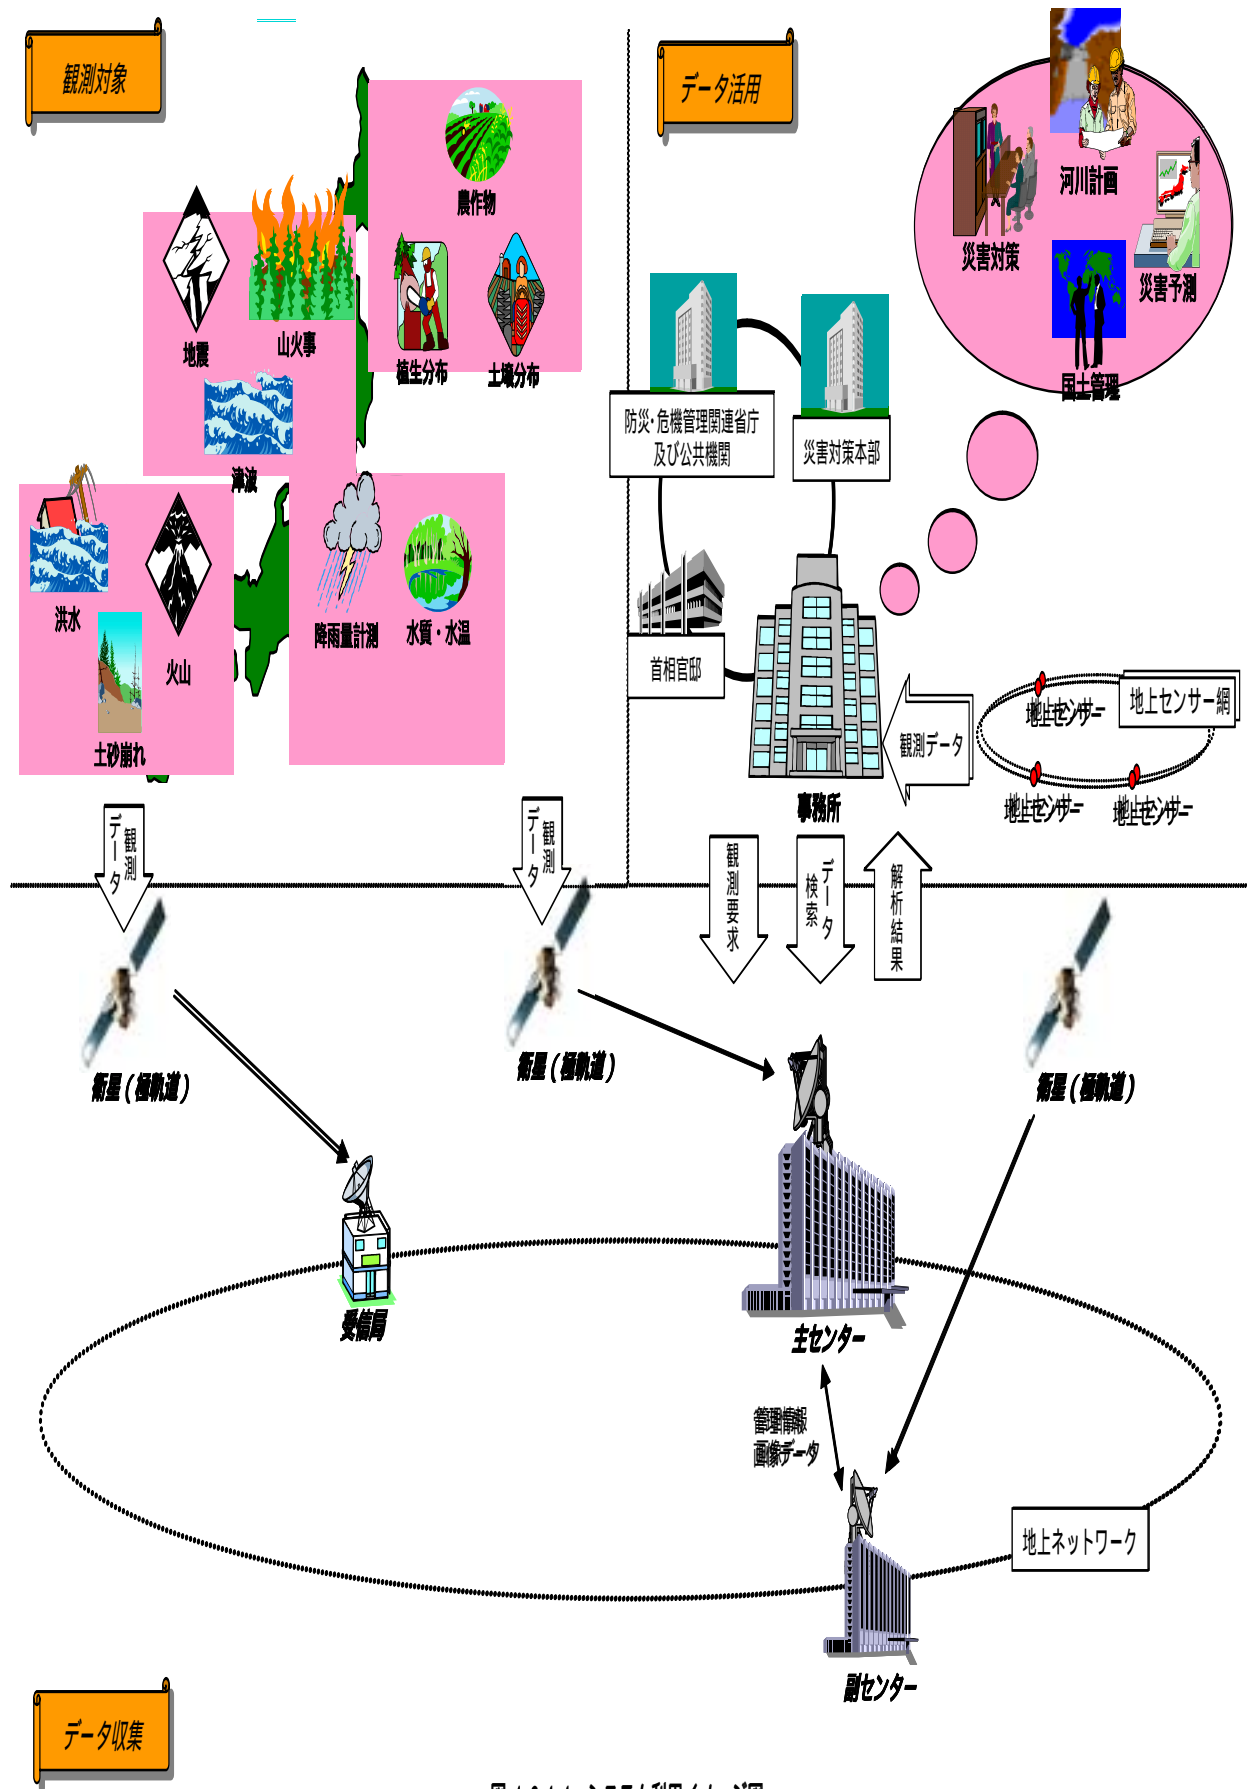 観測対象
農作物
地震
山火事
植生分布
土壌分布
津波
洪水
火山
土砂崩れ
降雨量計測
水質・水温
データ活用
河川計画
災害対策
災害予測
国土管理
防災・危機管理関連省庁
及び公共機関
災害対策本部
首相官邸
事務所
観測データ
地上センサー網
地上センサー
地上センサー
地上センサー
観測
データ
観測
データ
観測要求
データ
検索
解析結果
衛星（極軌道）
衛星（極軌道）
衛星（極軌道）
受信局
主センター
管理情報
画像データ
地上ネットワーク
副センター
データ収集